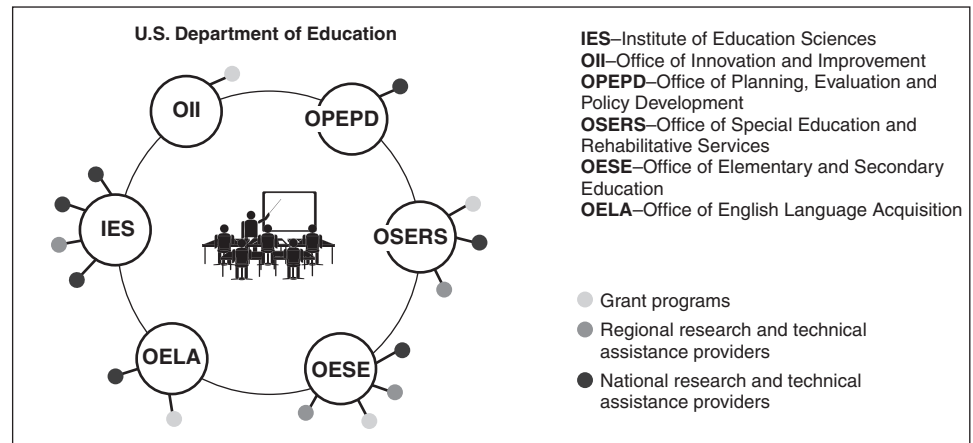 U.S. Department of Education
OII
OPEPD
IES
OSERS
OELA
OESE
IES–Institute of Education Sciences
OII–Office of Innovation and Improvement
OPEPD–Office of Planning, Evaluation and
Policy Development
OSERS–Office of Special Education and
Rehabilitative Services
OESE–Office of Elementary and Secondary
Education
OELA–Office of English Language Acquisition
Grant programs
Regional research and technical
assistance providers
National research and technical
assistance providers